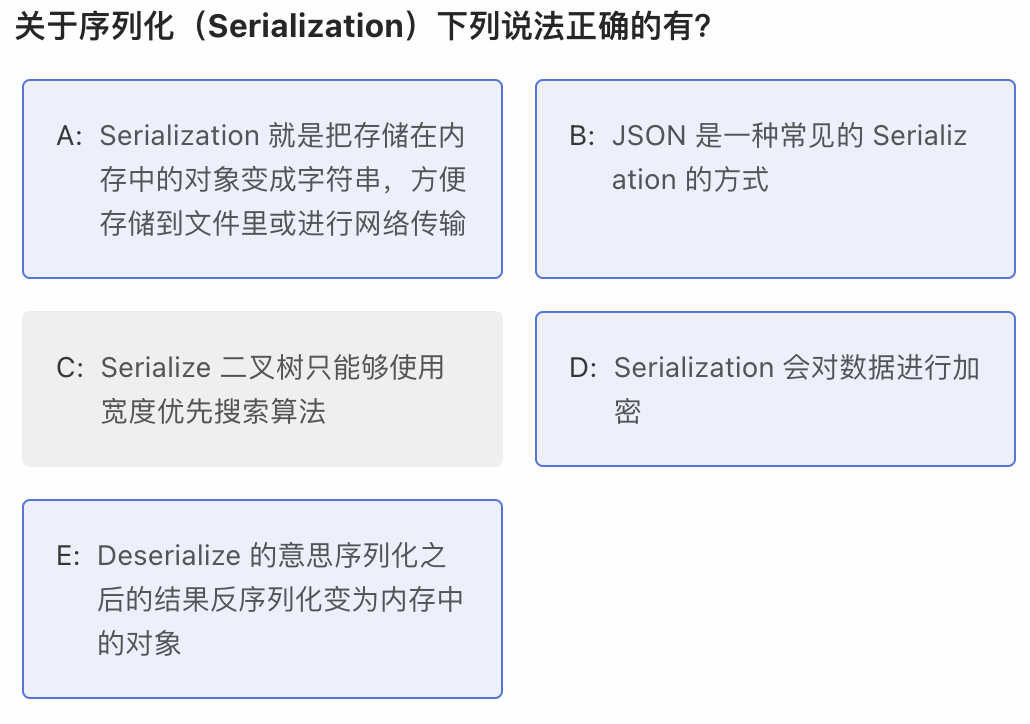 关于序列化（Serialization）下列说法正确的有?
A: Serialization 就是把存储在内
存中的对象变成字符串，方便
存储到文件里或进行网络传输
B: JSON 是一种常见的 Serializ
ation 的方式
C: Serialize 二叉树只能够使用
宽度优先搜索算法
D: Serialization 会对数据进行加
密
E: Deserialize 的意思序列化之
后的结果反序列化变为内存中
的对象